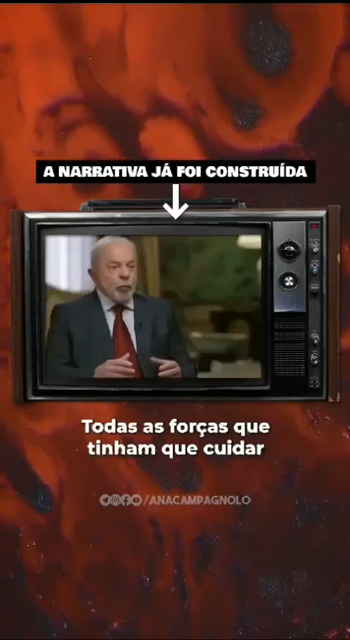 A NARRATIVA JÁ FOI CONSTRUÍDA
Todas as forças que
tinham que cuidar
/ANACAMPAGNOLO